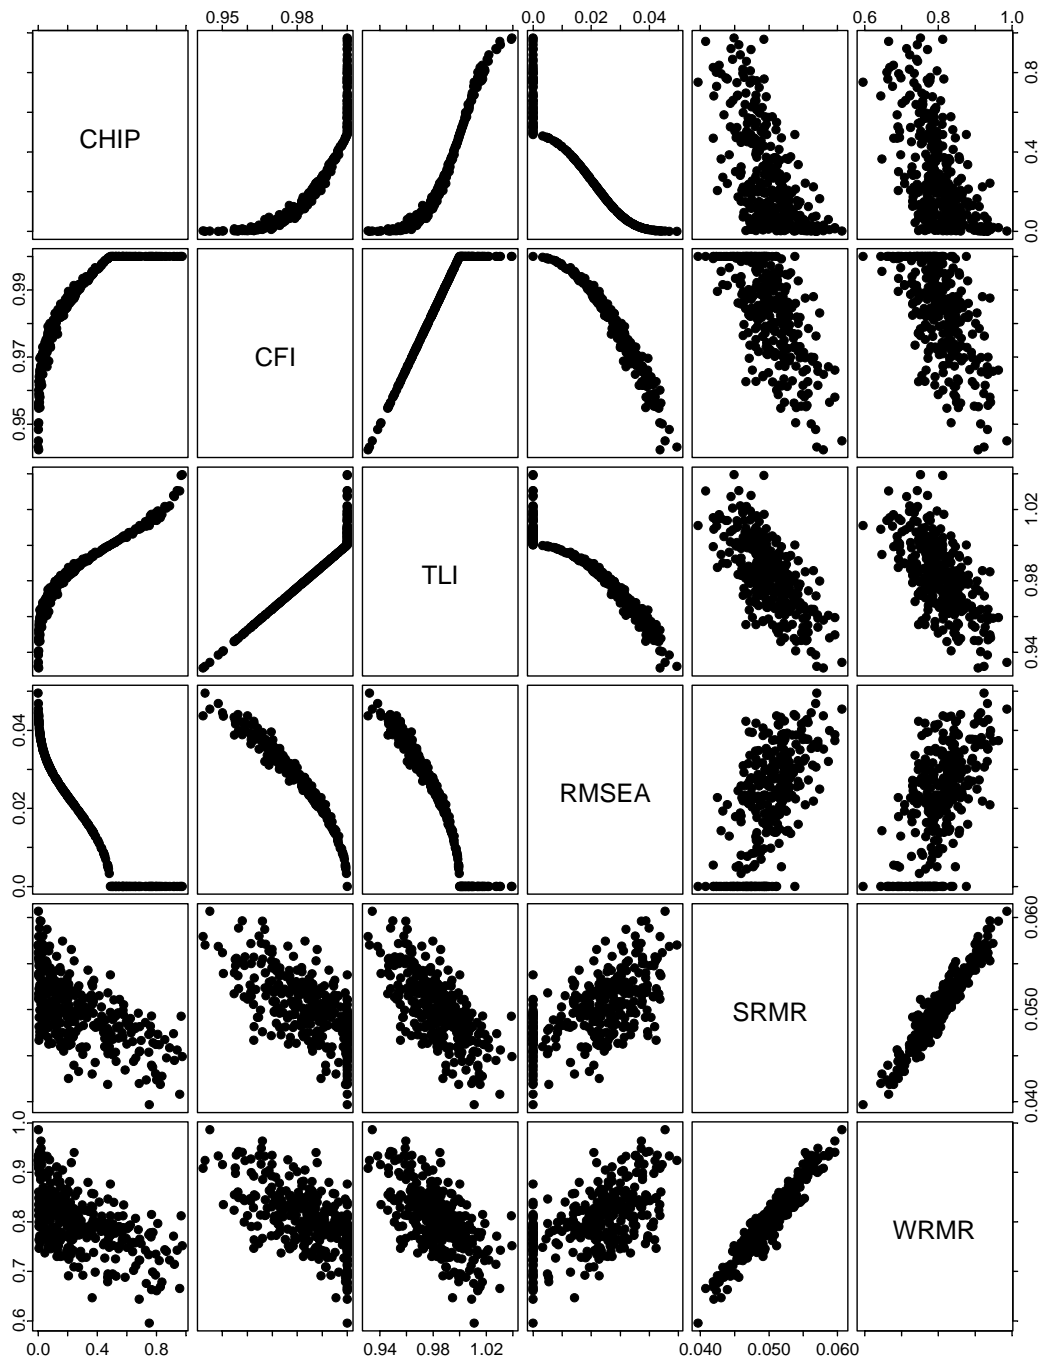 0.95 0.98 0.0 0.02 0.04 0.6 0.8 1.0
CHIP 0.0 0.4 0.8
0.95 0.97 0.99 CFI
TLI 0.94 0.98 1.02
0.0 0.02 0.04 RMSEA
SRMR 0.040 0.050 0.060
0.6 0.7 0.8 0.9 1.0 WRMR
0.0 0.4 0.8 0.94 0.98 1.02 0.040 0.050 0.060